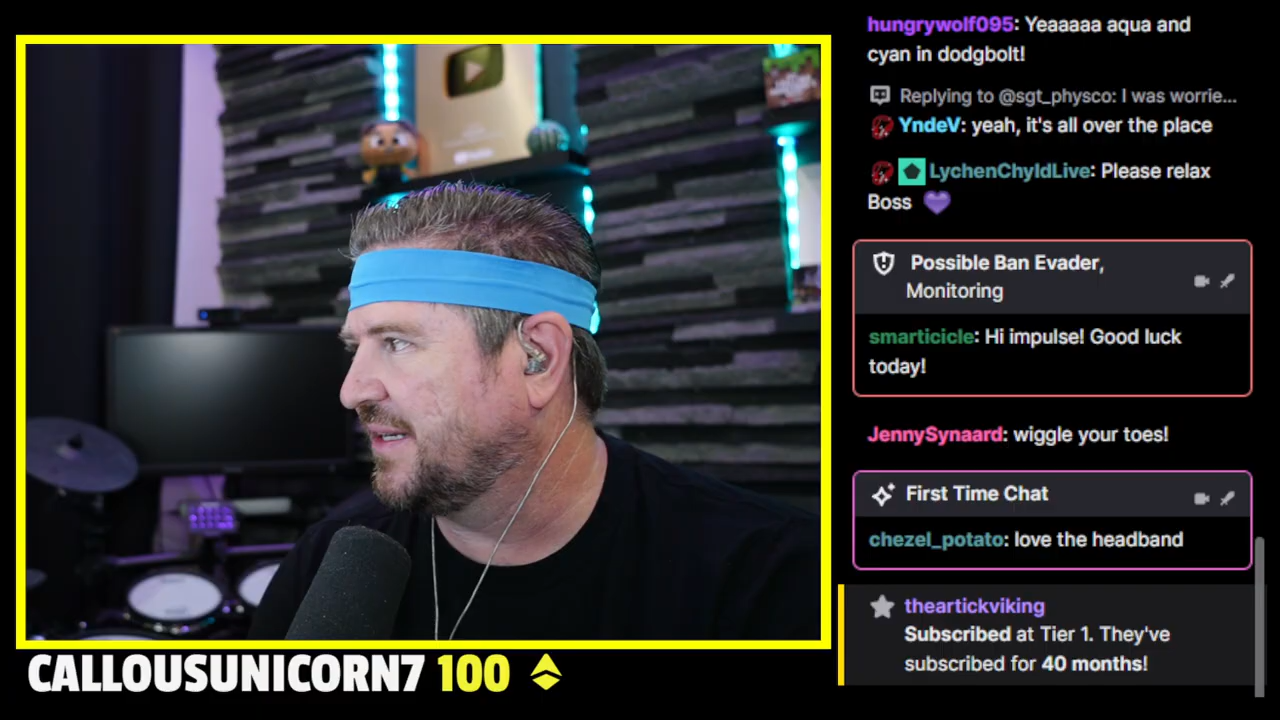 hungrywolf095: Yeaaaaa aqua and
cyan in dodgbolt!
Replying to @sgt_physco: I was worrie...
YndeV: yeah, it's all over the place
LychenChyldLive: Please relax
Boss
Possible Ban Evader,
Monitoring
smarticicle: Hi impulse! Good luck
today!
JennySynaard: wiggle your toes!
First Time Chat
chezel_potato: love the headband
theartickviking
Subscribed at Tier 1. They've
subscribed for 40 months!
CALLOUSUNICORN7 100